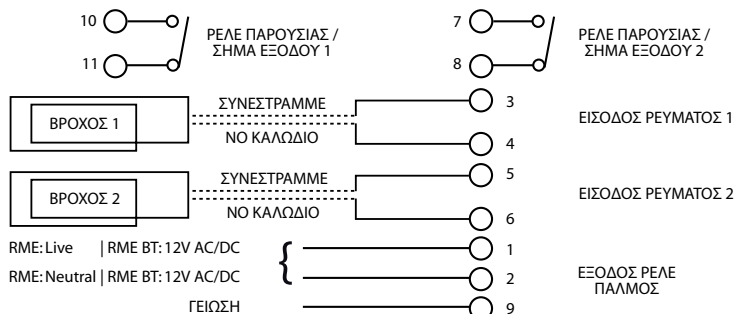 10
11
ΡΕΛΕ ΠΑΡΟΥΣΙΑΣ /
ΣΗΜΑ ΕΞΟΔΟΥ 1
7
8
ΡΕΛΕ ΠΑΡΟΥΣΙΑΣ /
ΣΗΜΑ ΕΞΟΔΟΥ 2
ΒΡΟΧΟΣ 1
ΣΥΝΕΣΤΡΑΜΜΕ
ΝΟ ΚΑΛΩΔΙΟ
3
4
ΕΙΣΟΔΟΣ ΡΕΥΜΑΤΟΣ 1
ΒΡΟΧΟΣ 2
ΣΥΝΕΣΤΡΑΜΜΕ
ΝΟ ΚΑΛΩΔΙΟ
5
6
ΕΙΣΟΔΟΣ ΡΕΥΜΑΤΟΣ 2
RME: Live | RME BT: 12V AC/DC
1
RME: Neutral | RME BT: 12V AC/DC
2
ΓΕΙΩΣΗ
9
ΕΞΟΔΟΣ ΡΕΛΕ
ΠΑΛΜΟΣ